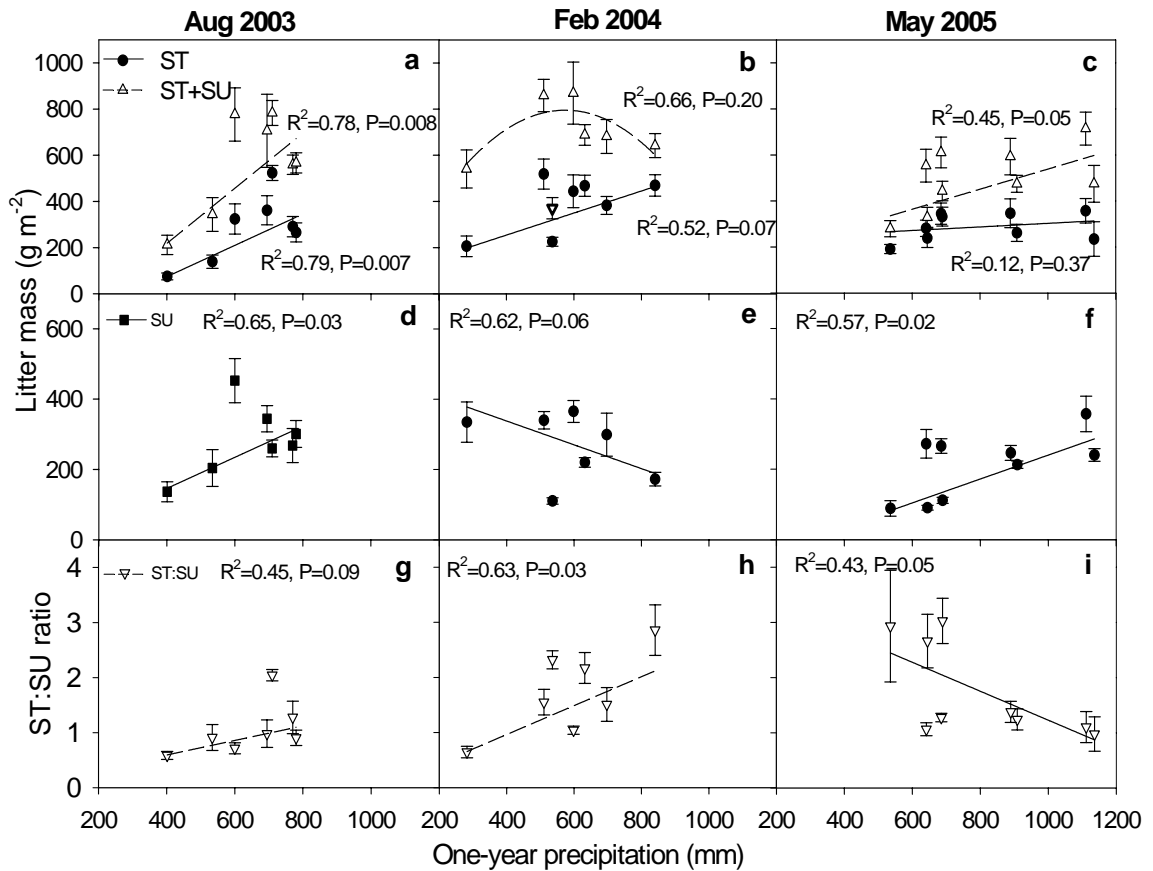 Aug 2003
Feb 2004
May 2005
Litter mass (g m⁻²)
1000
800
600
400
200
0
ST
ST+SU
a
R²=0.78, P=0.008
R²=0.79, P=0.007
b
R²=0.66, P=0.20
R²=0.52, P=0.07
c
R²=0.45, P=0.05
R²=0.12, P=0.37
600
400
200
0
SU
R²=0.65, P=0.03
d
R²=0.62, P=0.06
e
R²=0.57, P=0.02
f
ST:SU ratio
4
3
2
1
0
ST:SU
R²=0.45, P=0.09
g
R²=0.63, P=0.03
h
R²=0.43, P=0.05
i
200 400 600 800 1000 200 400 600 800 1000 200 400 600 800 1000 1200
One-year precipitation (mm)